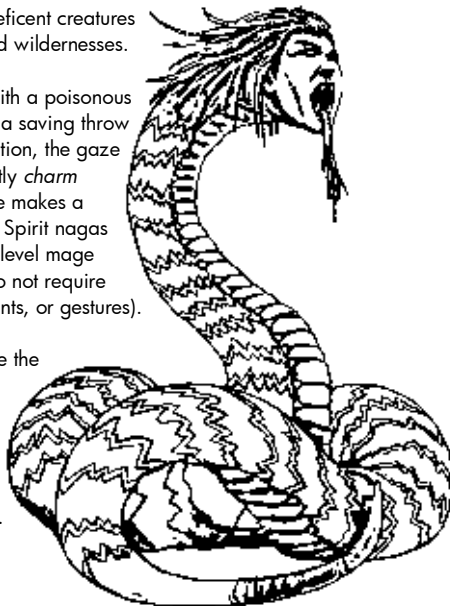 eficent creatures
d wildernesses.
ith a poisonous
a saving throw
tion, the gaze
tly charm
e makes a
Spirit nagas
level mage
o not require
nts, or gestures).
e the
.